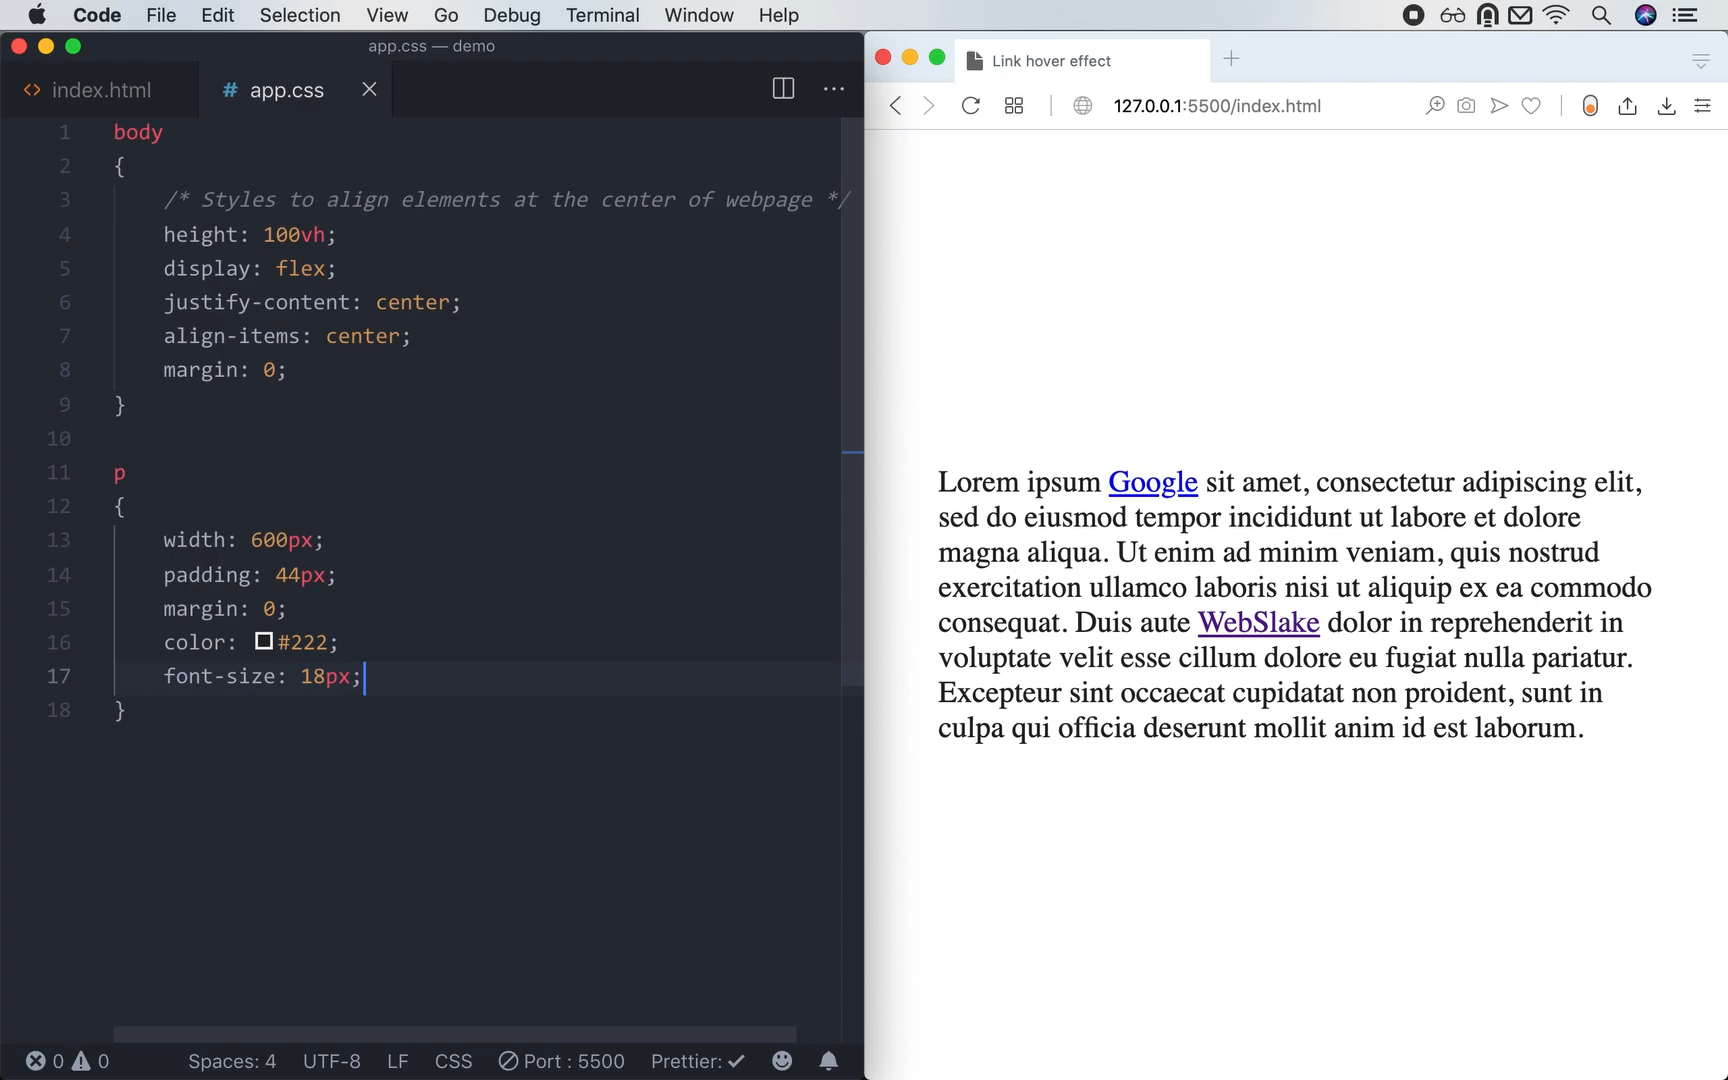 Code File Edit Selection View Go Debug Terminal Window Help
app.css — demo
index.html
# app.css
1 body
2 {
3 /* Styles to align elements at the center of webpage */
4 height: 100vh;
5 display: flex;
6 justify-content: center;
7 align-items: center;
8 margin: 0;
9 }
10
11 p
12 {
13 width: 600px;
14 padding: 44px;
15 margin: 0;
16 color: #222;
17 font-size: 18px;
18 }
0 0 Spaces: 4 UTF-8 LF CSS Port : 5500 Prettier:
Link hover effect
127.0.0.1:5500/index.html
Lorem ipsum Google sit amet, consectetur adipiscing elit,
sed do eiusmod tempor incididunt ut labore et dolore
magna aliqua. Ut enim ad minim veniam, quis nostrud
exercitation ullamco laboris nisi ut aliquip ex ea commodo
consequat. Duis aute WebSlake dolor in reprehenderit in
voluptate velit esse cillum dolore eu fugiat nulla pariatur.
Excepteur sint occaecat cupidatat non proident, sunt in
culpa qui officia deserunt mollit anim id est laborum.